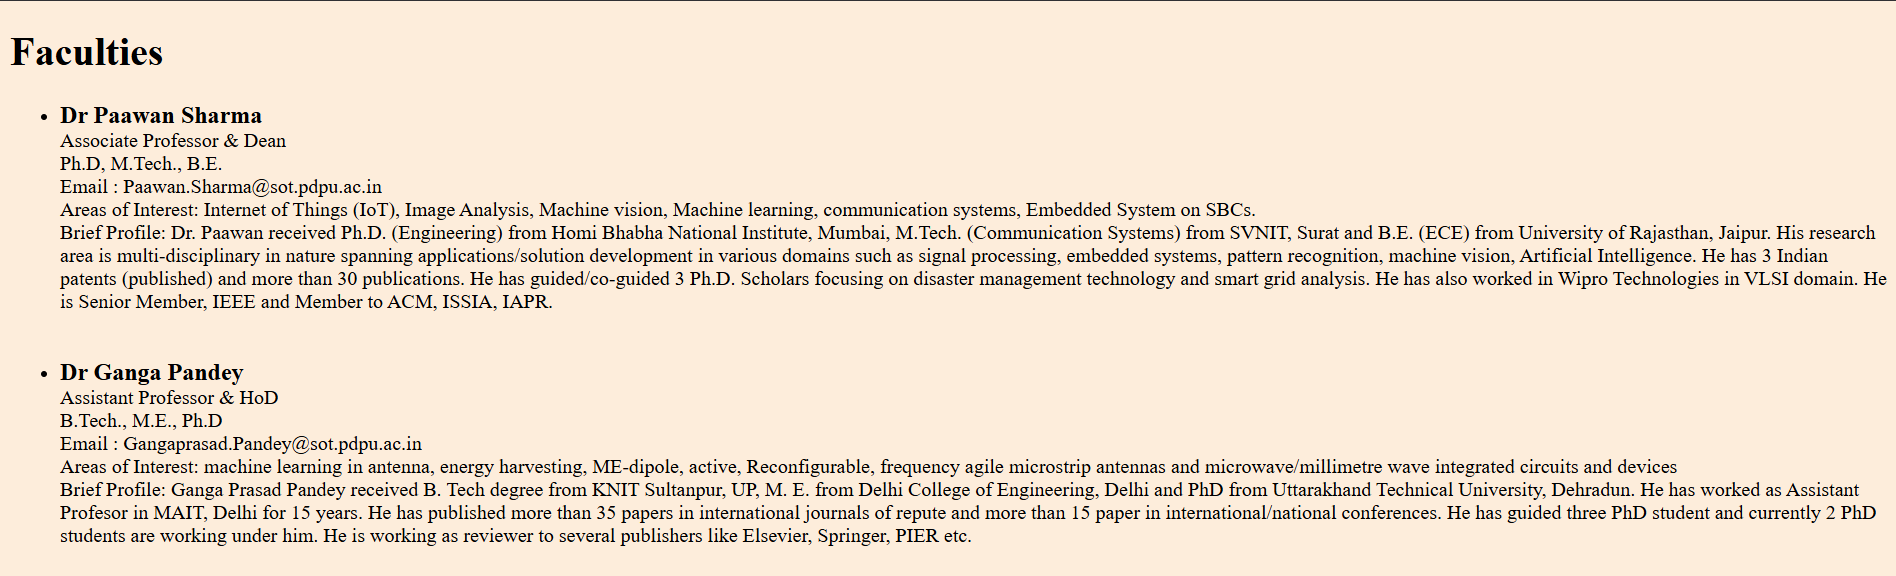 Faculties
Dr Paawan Sharma
Associate Professor & Dean
Ph.D, M.Tech., B.E.
Email : Paawan.Sharma@sot.pdpu.ac.in
Areas of Interest: Internet of Things (IoT), Image Analysis, Machine vision, Machine learning, communication systems, Embedded System on SBCs.
Brief Profile: Dr. Paawan received Ph.D. (Engineering) from Homi Bhabha National Institute, Mumbai, M.Tech. (Communication Systems) from SVNIT, Surat and B.E. (ECE) from University of Rajasthan, Jaipur. His research
area is multi-disciplinary in nature spanning applications/solution development in various domains such as signal processing, embedded systems, pattern recognition, machine vision, Artificial Intelligence. He has 3 Indian
patents (published) and more than 30 publications. He has guided/co-guided 3 Ph.D. Scholars focusing on disaster management technology and smart grid analysis. He has also worked in Wipro Technologies in VLSI domain. He
is Senior Member, IEEE and Member to ACM, ISSIA, IAPR.
Dr Ganga Pandey
Assistant Professor & HoD
B.Tech., M.E., Ph.D
Email : Gangaprasad.Pandey@sot.pdpu.ac.in
Areas of Interest: machine learning in antenna, energy harvesting, ME-dipole, active, Reconfigurable, frequency agile microstrip antennas and microwave/millimetre wave integrated circuits and devices
Brief Profile: Ganga Prasad Pandey received B. Tech degree from KNIT Sultanpur, UP, M. E. from Delhi College of Engineering, Delhi and PhD from Uttarakhand Technical University, Dehradun. He has worked as Assistant
Profesor in MAIT, Delhi for 15 years. He has published more than 35 papers in international journals of repute and more than 15 paper in international/national conferences. He has guided three PhD student and currently 2 PhD
students are working under him. He is working as reviewer to several publishers like Elsevier, Springer, PIER etc.